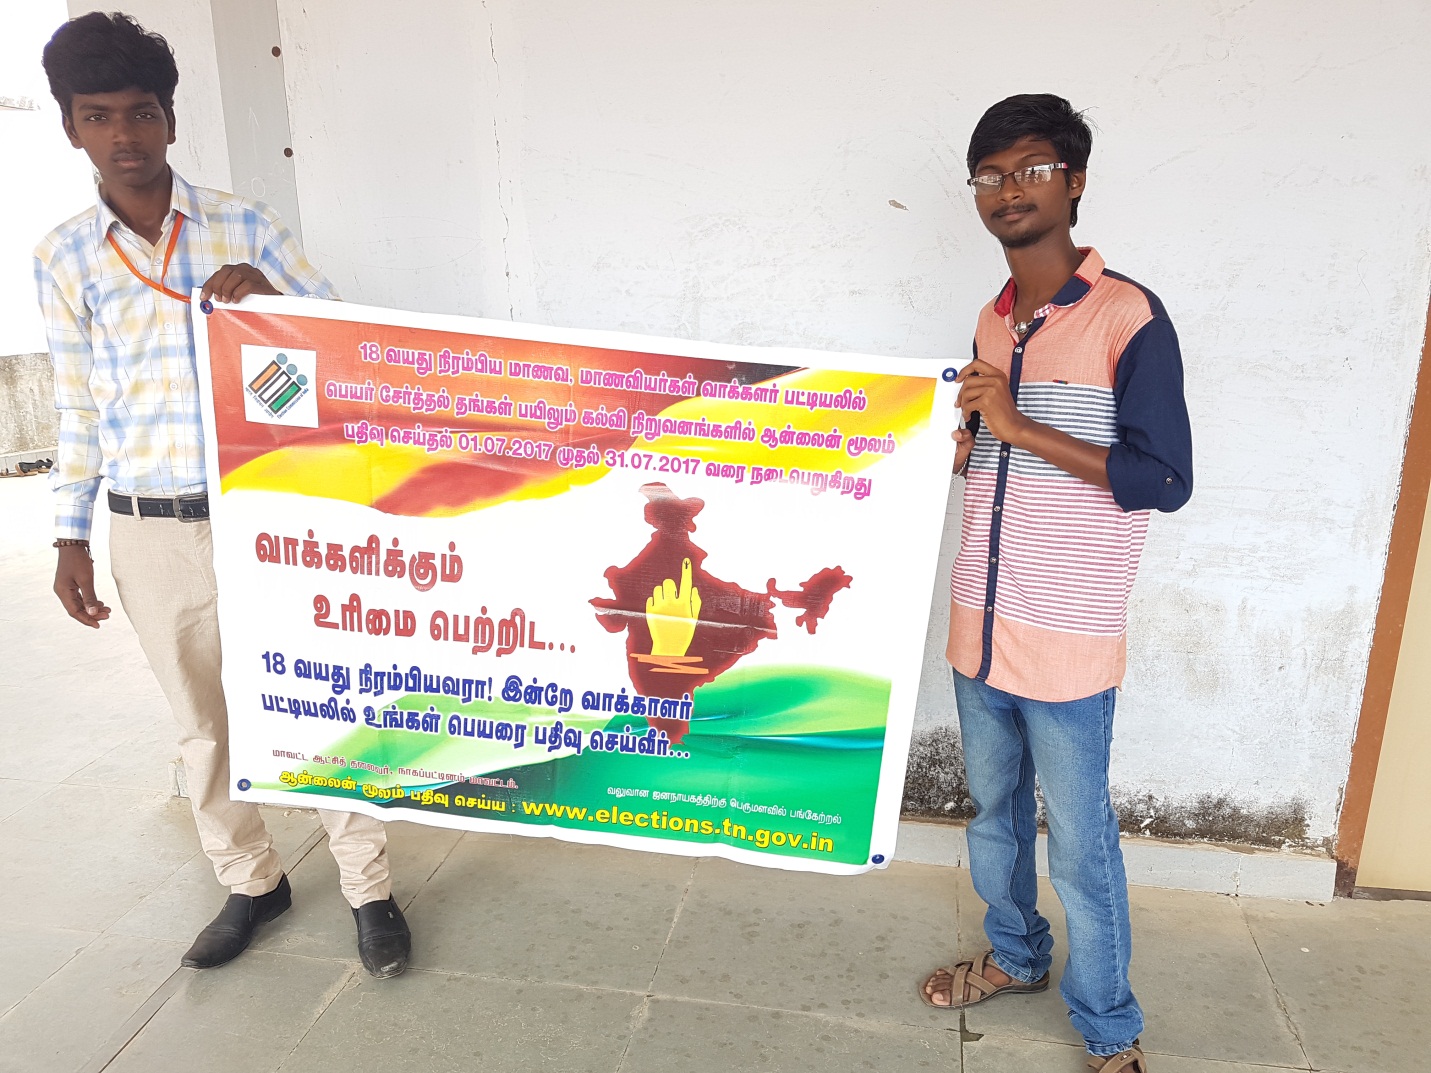 18 வயது நிரம்பிய மாணவ, மாணவியர்கள் வாக்களர் பட்டியலில்
பெயர் சேர்த்தல் தங்கள் பயிலும் கல்வி நிறுவனங்களில் ஆன்லைன் மூலம்
பதிவு செய்தல் 01.07.2017 முதல் 31.07.2017 வரை நடைபெறுகிறது
வாக்களிக்கும்
உரிமை பெற்றிட...
18 வயது நிரம்பியவரா! இன்றே வாக்காளர்
பட்டியலில் உங்கள் பெயரை பதிவு செய்வீர்...
மாவட்ட ஆட்சித் தலைவர், நாகப்பட்டினம் மாவட்டம்.
வலுவான ஜனநாயகத்திற்கு பெருமளவில் பங்கேற்றல்
ஆன்லைன் மூலம் பதிவு செய்ய : www.elections.tn.gov.in